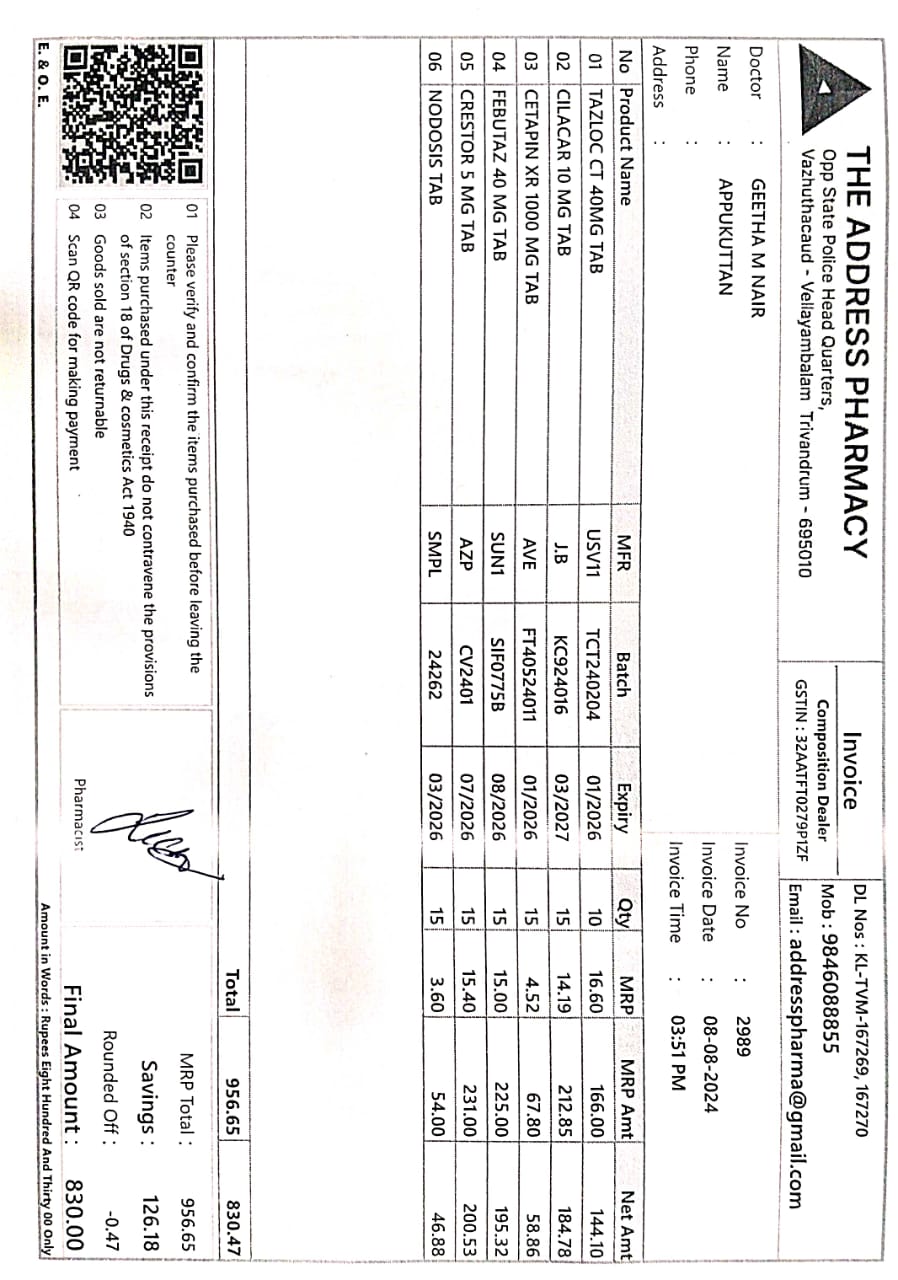 THE ADDRESS PHARMACY
Opp State Police Head Quarters,
Vazhuthacaud - Vellayambalam Trivandrum - 695010
Invoice
Composition Dealer
GSTIN : 32AATFT0279P1ZF
DL Nos : KL-TVM-167269, 167270
Mob : 9846088855
Email : addresspharma@gmail.com
Doctor : GEETHA M NAIR
Name : APPUKUTTAN
Phone :
Address :
Invoice No : 2989
Invoice Date : 08-08-2024
Invoice Time : 03:51 PM
No Product Name MFR Batch Expiry Qty MRP MRP Amt Net Amt
01 TAZLOC CT 40MG TAB USV11 TCT240204 01/2026 10 16.60 166.00 144.10
02 CILACAR 10 MG TAB J.B KC924016 03/2027 15 14.19 212.85 184.78
03 CETAPIN XR 1000 MG TAB AVE FT40524011 01/2026 15 4.52 67.80 58.86
04 FEBUTAZ 40 MG TAB SUN1 SIF0775B 08/2026 15 15.00 225.00 195.32
05 CRESTOR 5 MG TAB AZP CV2401 07/2026 15 15.40 231.00 200.53
06 NODOSIS TAB SMPL 24262 03/2026 15 3.60 54.00 46.88
Total 956.65 830.47
01 Please verify and confirm the items purchased before leaving the
counter
02 Items purchased under this receipt do not contravene the provisions
of section 18 of Drugs & cosmetics Act 1940
03 Goods sold are not returnable
04 Scan QR code for making payment
Pharmacist
MRP Total : 956.65
Savings : 126.18
Rounded Off : -0.47
Final Amount : 830.00
E. & O. E.
Amount in Words : Rupees Eight Hundred And Thirty 00 Only